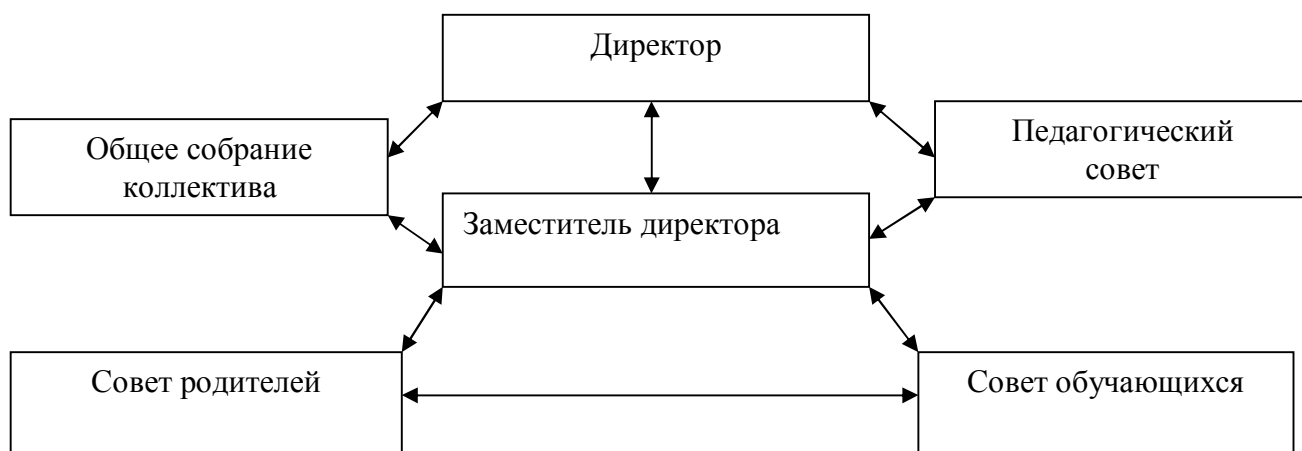 Директор
Общее собрание
коллектива
Педагогический
совет
Заместитель директора
Совет родителей
Совет обучающихся